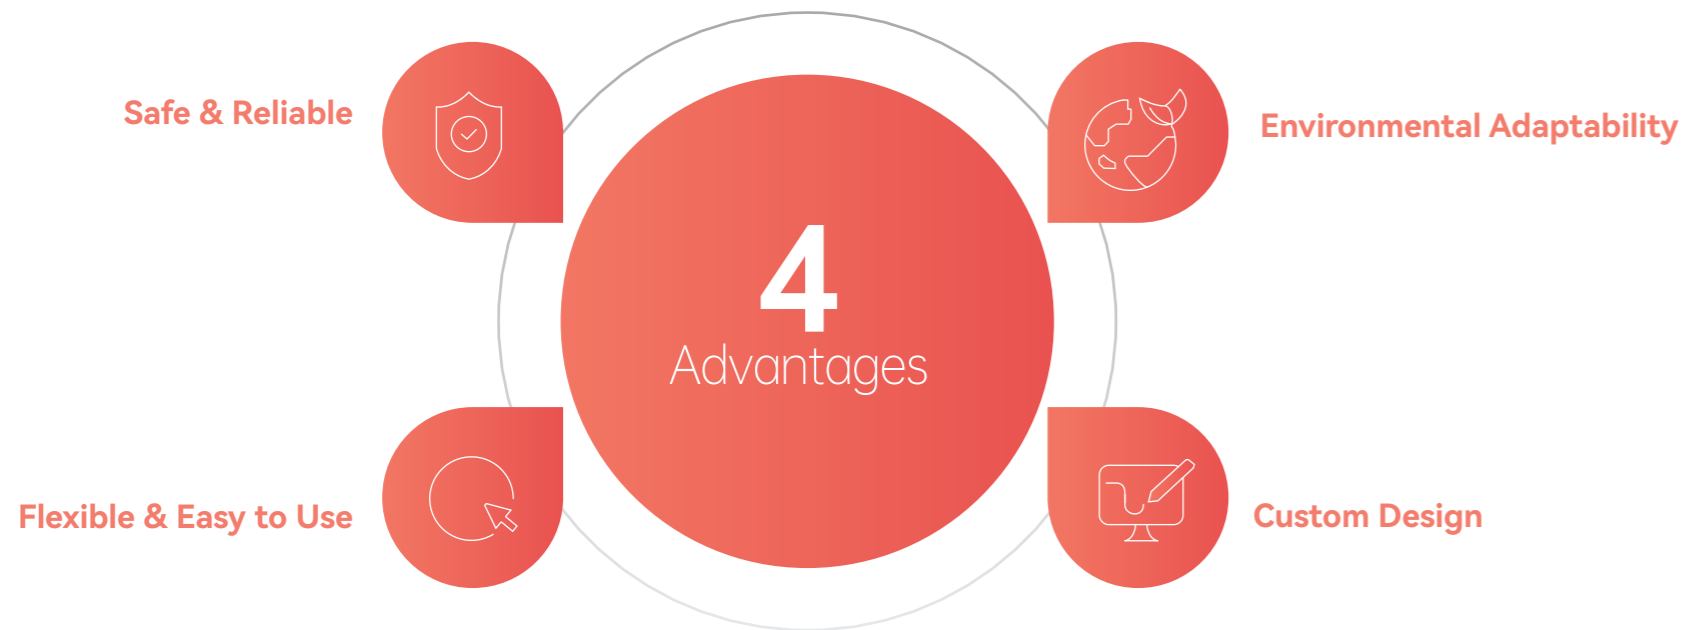 Safe & Reliable
Environmental Adaptability
4
Advantages
Flexible & Easy to Use
Custom Design